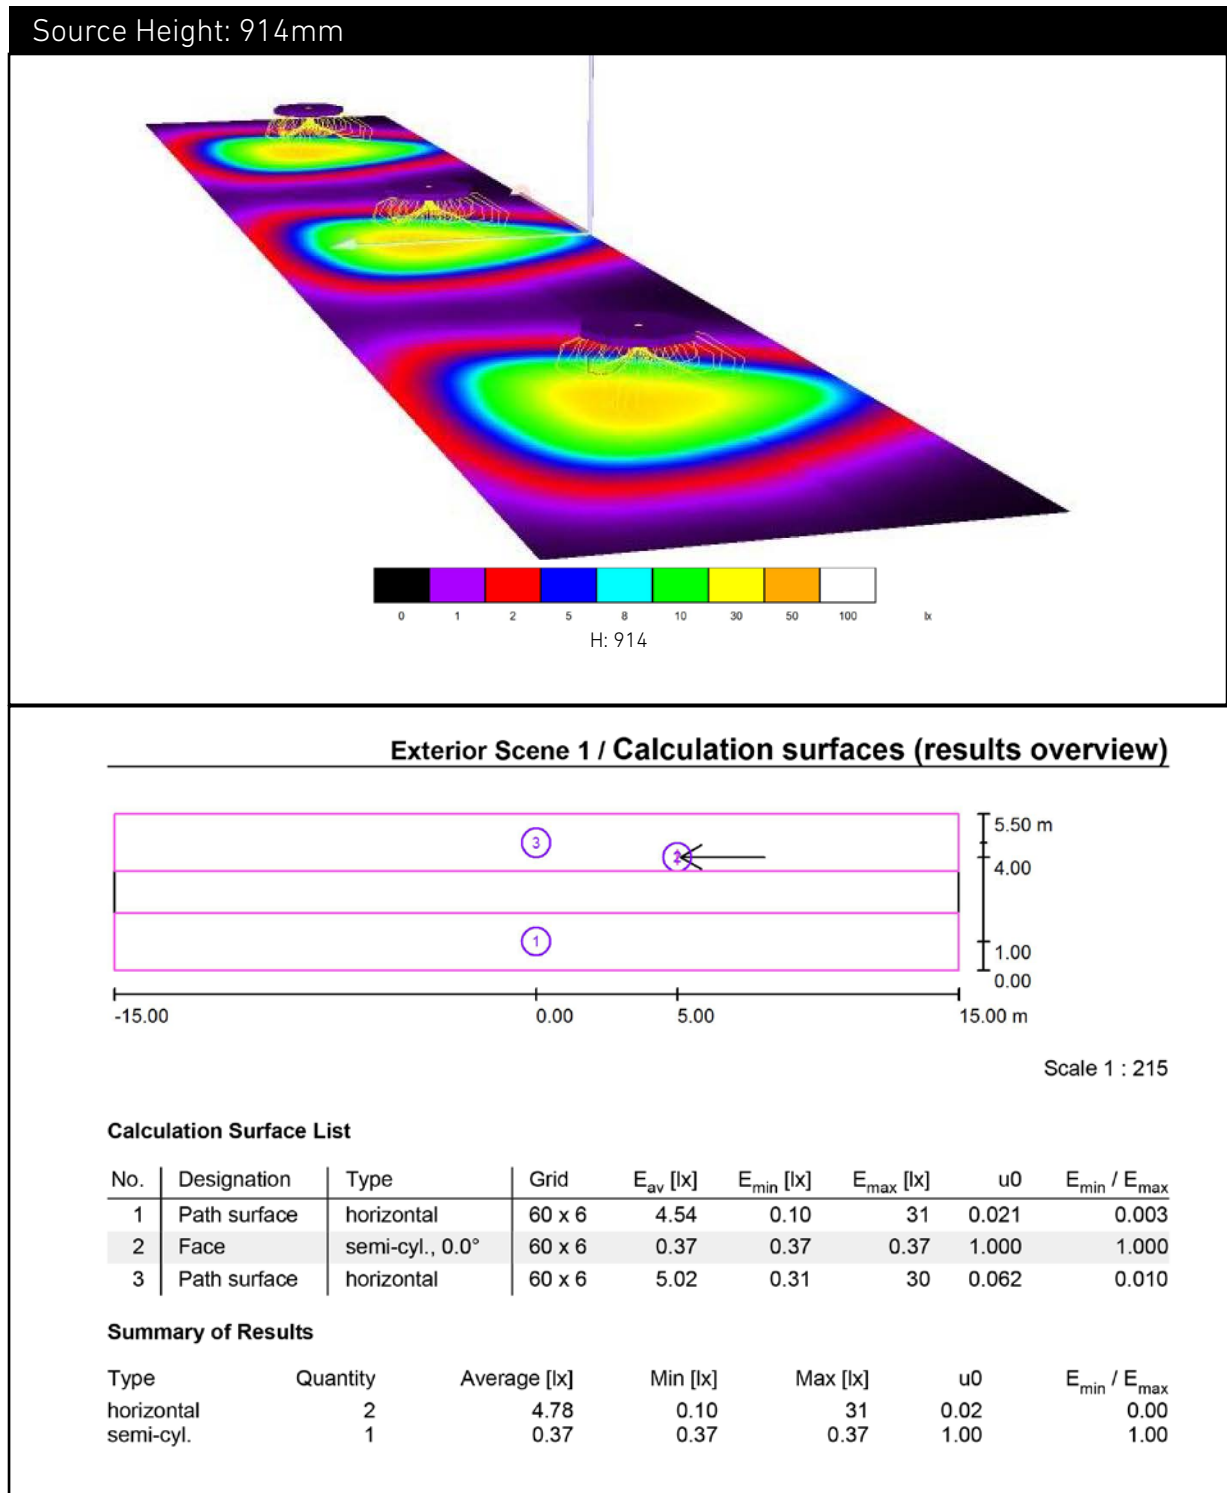 Source Height: 914mm
0 1 2 5 8 10 30 50 100 lx
H: 914
Exterior Scene 1 / Calculation surfaces (results overview)
5.50 m
3
2
4.00
1
1.00
0.00
-15.00 0.00 5.00 15.00 m
Scale 1 : 215
Calculation Surface List
No. Designation Type Grid Eav [lx] Emin [lx] Emax [lx] u0 Emin / Emax
1 Path surface horizontal 60 x 6 4.54 0.10 31 0.021 0.003
2 Face semi-cyl., 0.0° 60 x 6 0.37 0.37 0.37 1.000 1.000
3 Path surface horizontal 60 x 6 5.02 0.31 30 0.062 0.010
Summary of Results
Type Quantity Average [lx] Min [lx] Max [lx] u0 Emin / Emax
horizontal 2 4.78 0.10 31 0.02 0.00
semi-cyl. 1 0.37 0.37 0.37 1.00 1.00